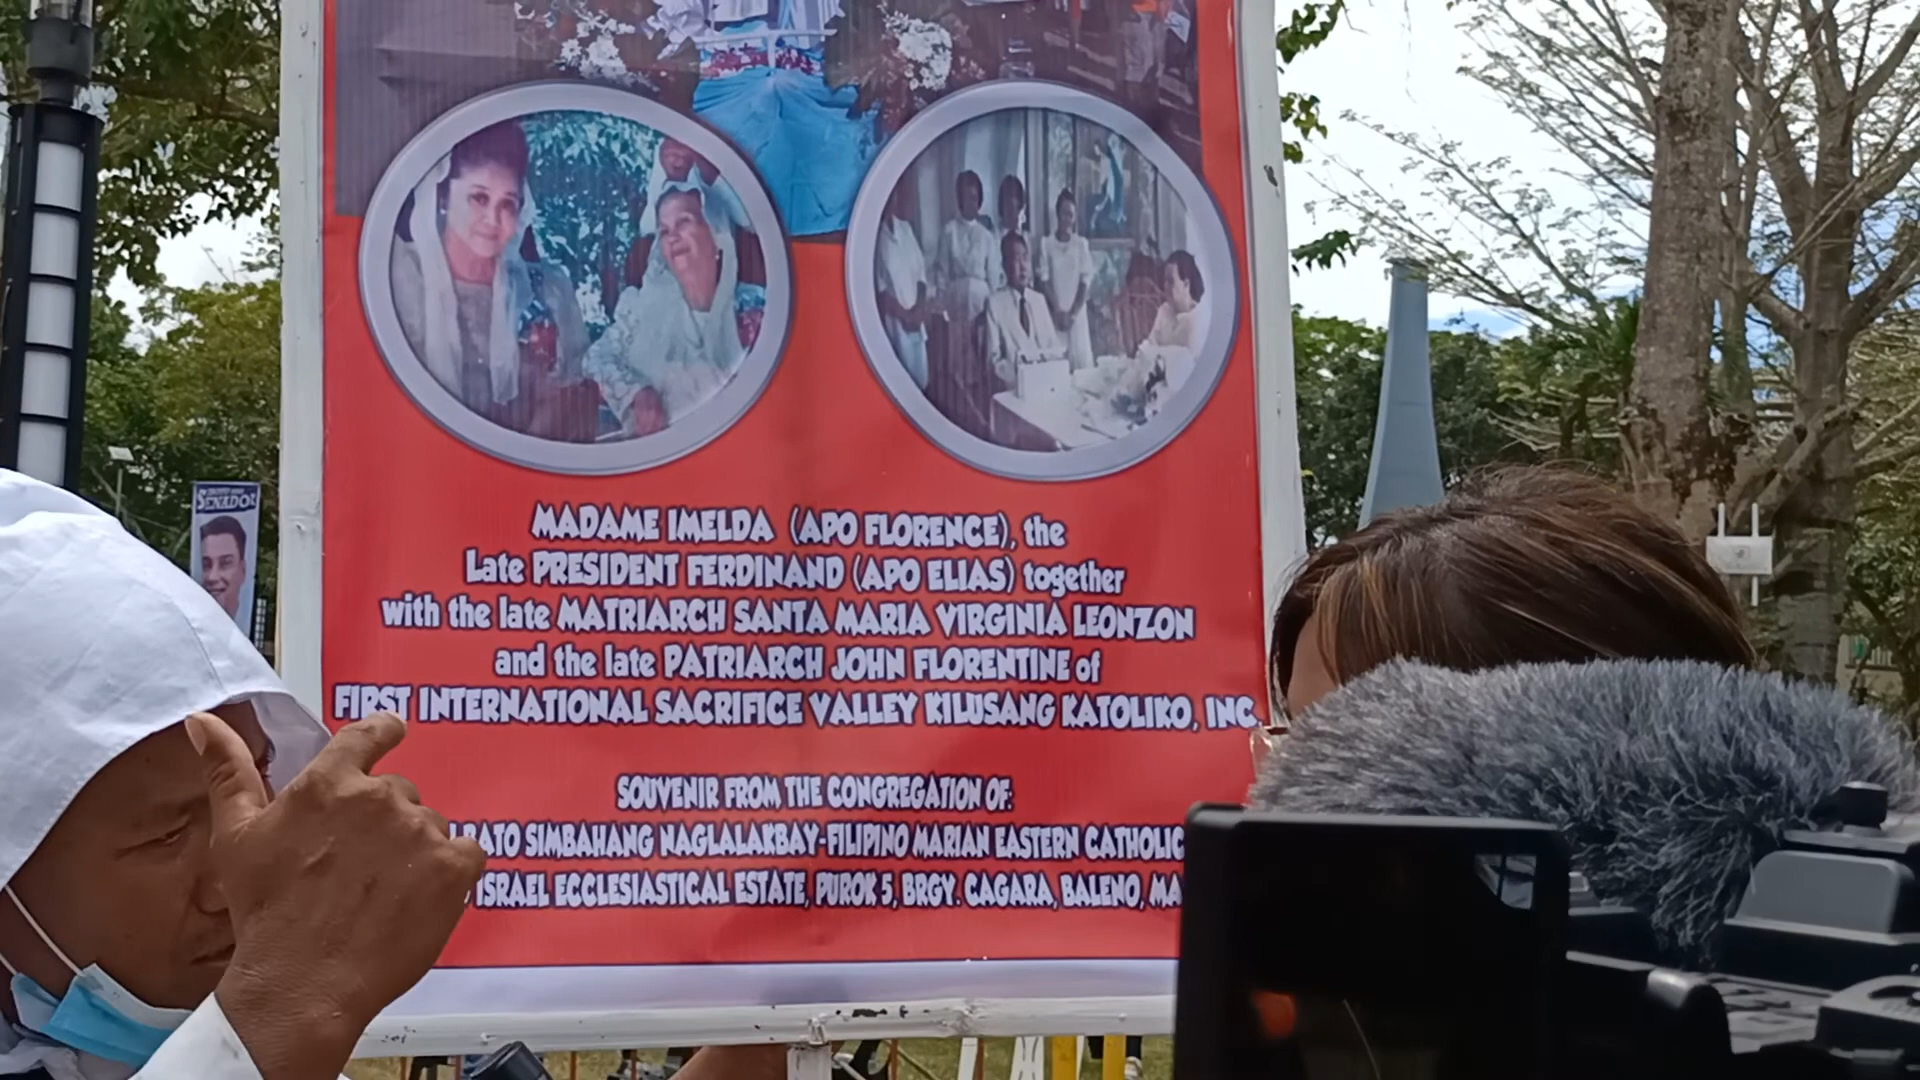 SENADOR
MADAME IMELDA (APO FLORENCE), the
Late PRESIDENT FERDINAND (APO ELIAS) together
with the late MATRIARCH SANTA MARIA VIRGINIA LEONZON
and the late PATRIARCH JOHN FLORENTINE of
FIRST INTERNATIONAL SACRIFICE VALLEY KILUSANG KATOLIKO, INC.
SOUVENIR FROM THE CONGREGATION OF:
BATO SIMBAHANG NAGLALAKBAY-FILIPINO MARIAN EASTERN CATHOLIC
ISRAEL ECCLESIASTICAL ESTATE, PUROK 5, BRGY. CAGARA, BALENO, MA